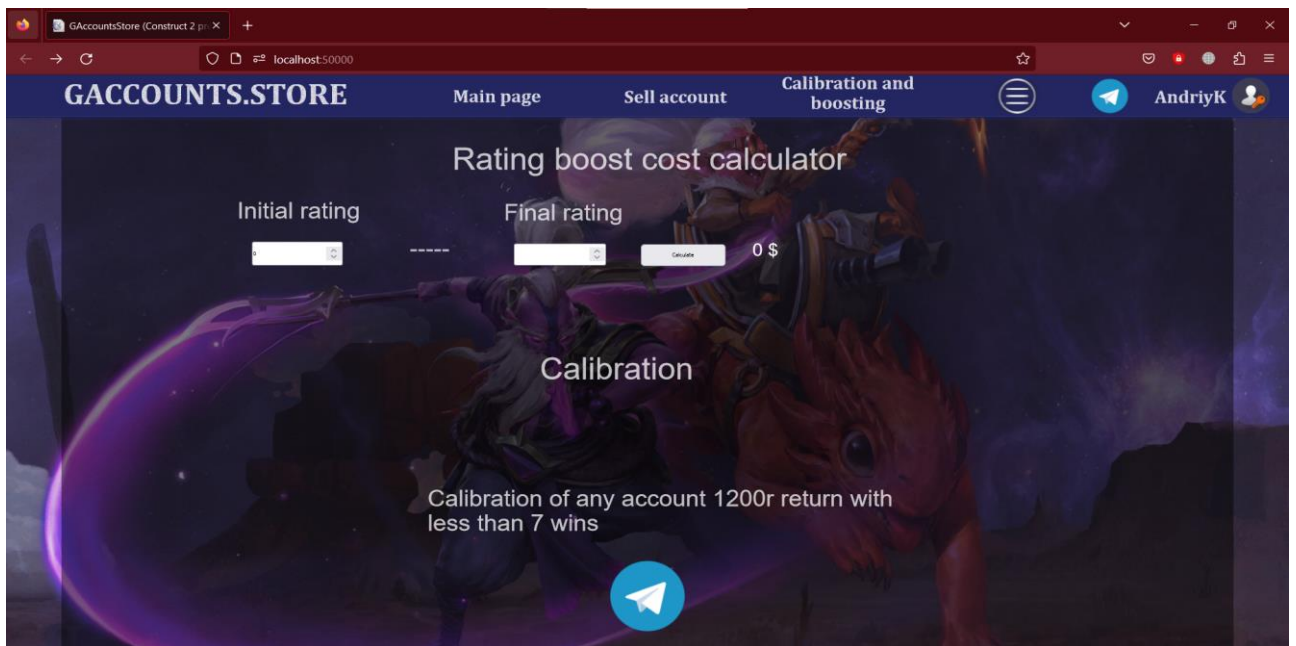 GAccountsStore (Construct 2 pr
localhost:50000
GACCOUNTS.STORE
Main page
Sell account
Calibration and
boosting
AndriyK
Rating boost cost calculator
Initial rating
Final rating
0
-----
Calculate
0 $
Calibration
Calibration of any account 1200r return with
less than 7 wins